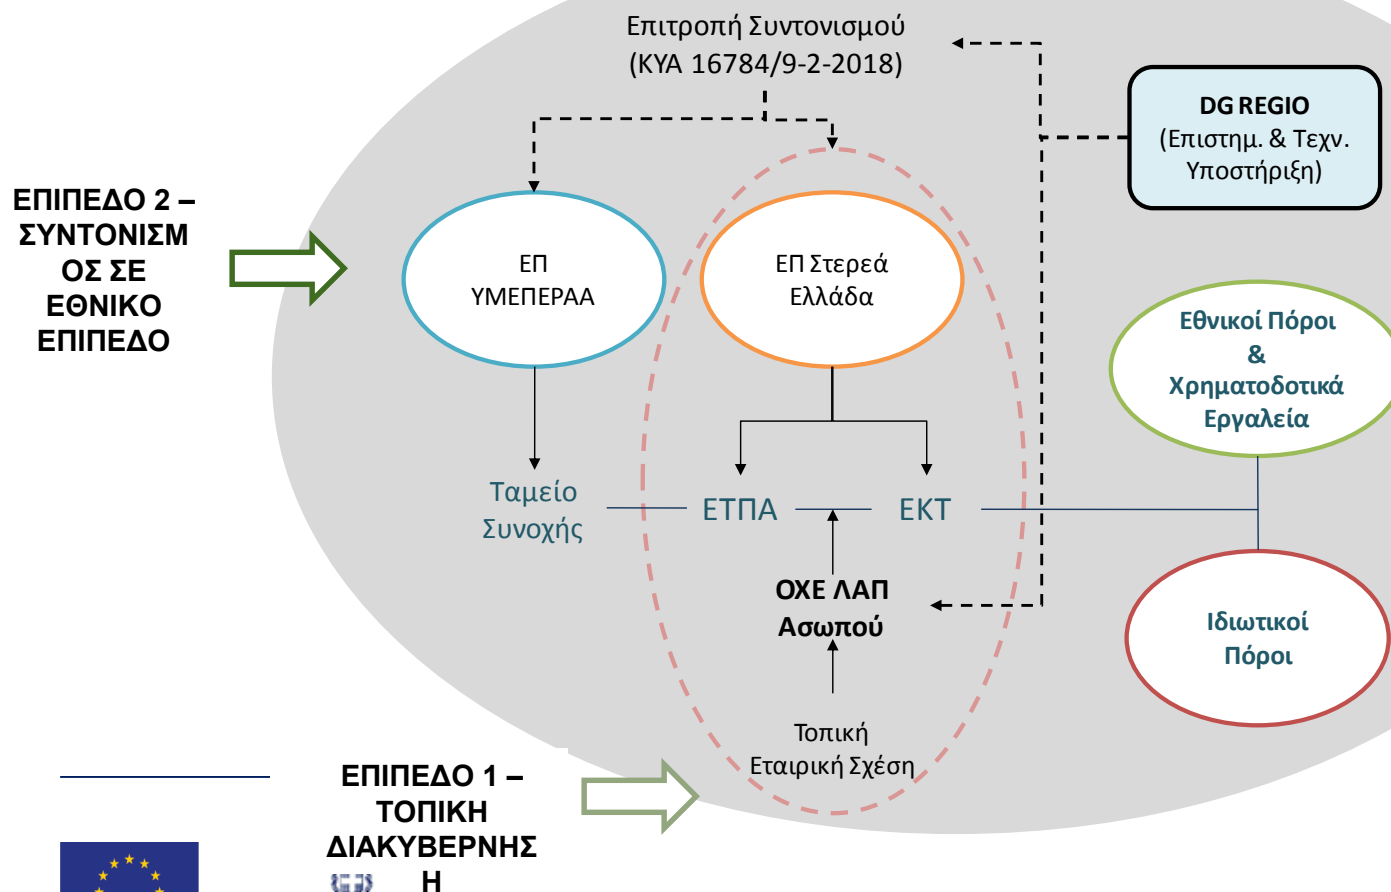 Επιτροπή Συντονισμού
(ΚΥΑ 16784/9-2-2018)
DG REGIO
(Επιστημ. & Τεχν.
Υποστήριξη)
ΕΠΙΠΕΔΟ 2 –
ΣΥΝΤΟΝΙΣΜ
ΟΣ ΣΕ
ΕΘΝΙΚΟ
ΕΠΙΠΕΔΟ
ΕΠ
ΥΜΕΠΕΡΑΑ
ΕΠ Στερεά
Ελλάδα
Εθνικοί Πόροι
&
Χρηματοδοτικά
Εργαλεία
Ταμείο
Συνοχής
ΕΤΠΑ
ΕΚΤ
ΟΧΕ ΛΑΠ
Ασωπού
Ιδιωτικοί
Πόροι
Τοπική
Εταιρική Σχέση
ΕΠΙΠΕΔΟ 1 –
ΤΟΠΙΚΗ
ΔΙΑΚΥΒΕΡΝΗΣ
Η